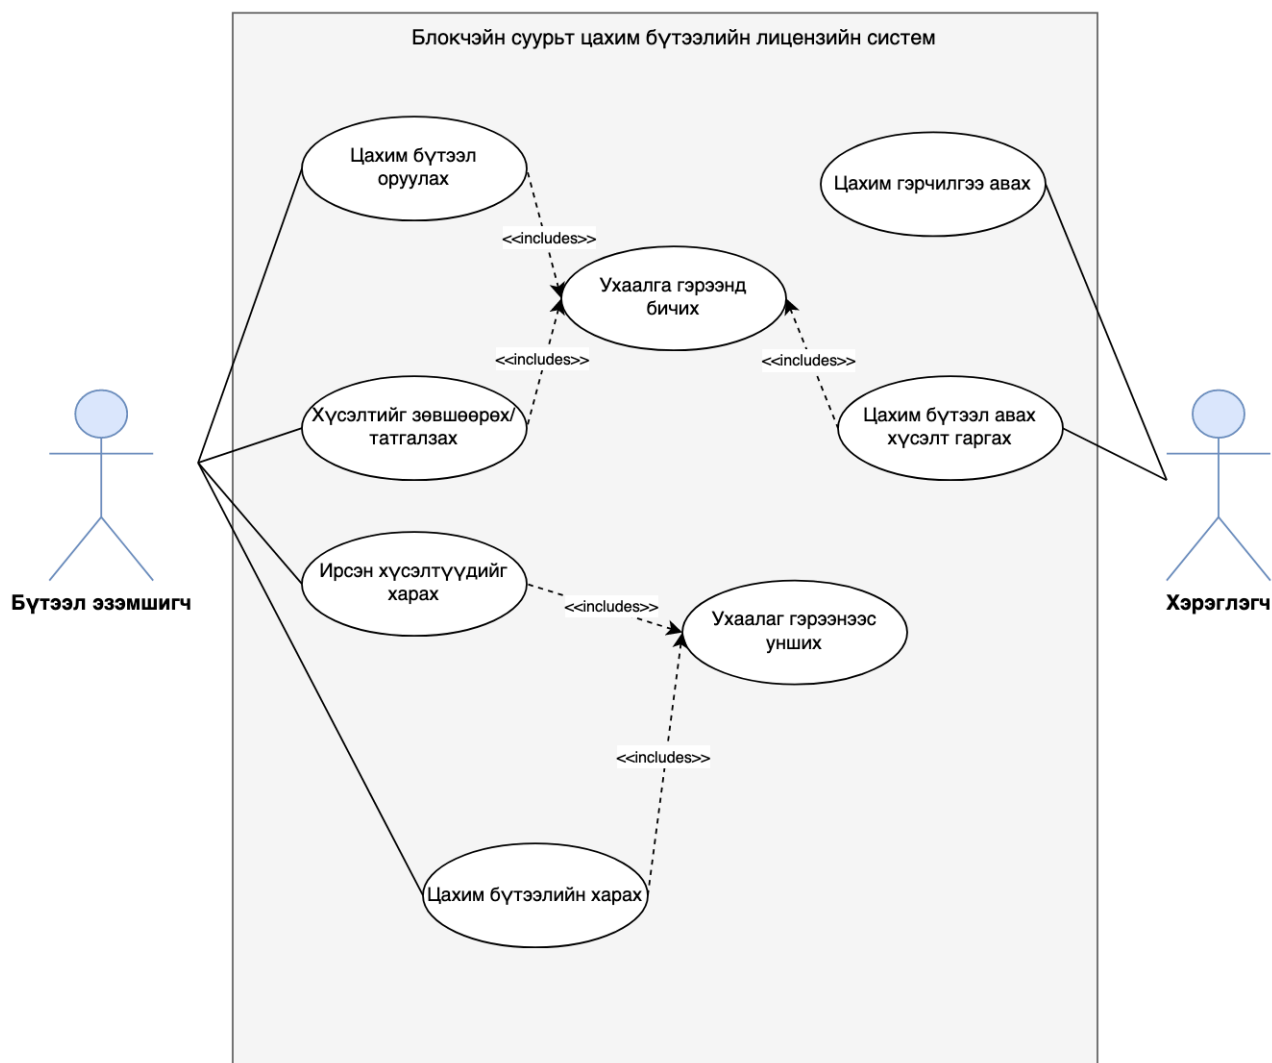 Блокчэйн суурьт цахим бүтээлийн лицензийн систем
Цахим бүтээл
оруулах
Цахим гэрчилгээ авах
<<includes>>
Ухаалга гэрээнд
бичих
<<includes>>
<<includes>>
Хүсэлтийг зөвшөөрөх/
татгалзах
Цахим бүтээл авах
хүсэлт гаргах
Ирсэн хүсэлтүүдийг
харах
<<includes>>
Ухаалаг гэрээнээс
унших
Бүтээл эзэмшигч
Хэрэглэгч
<<includes>>
Цахим бүтээлийн харах